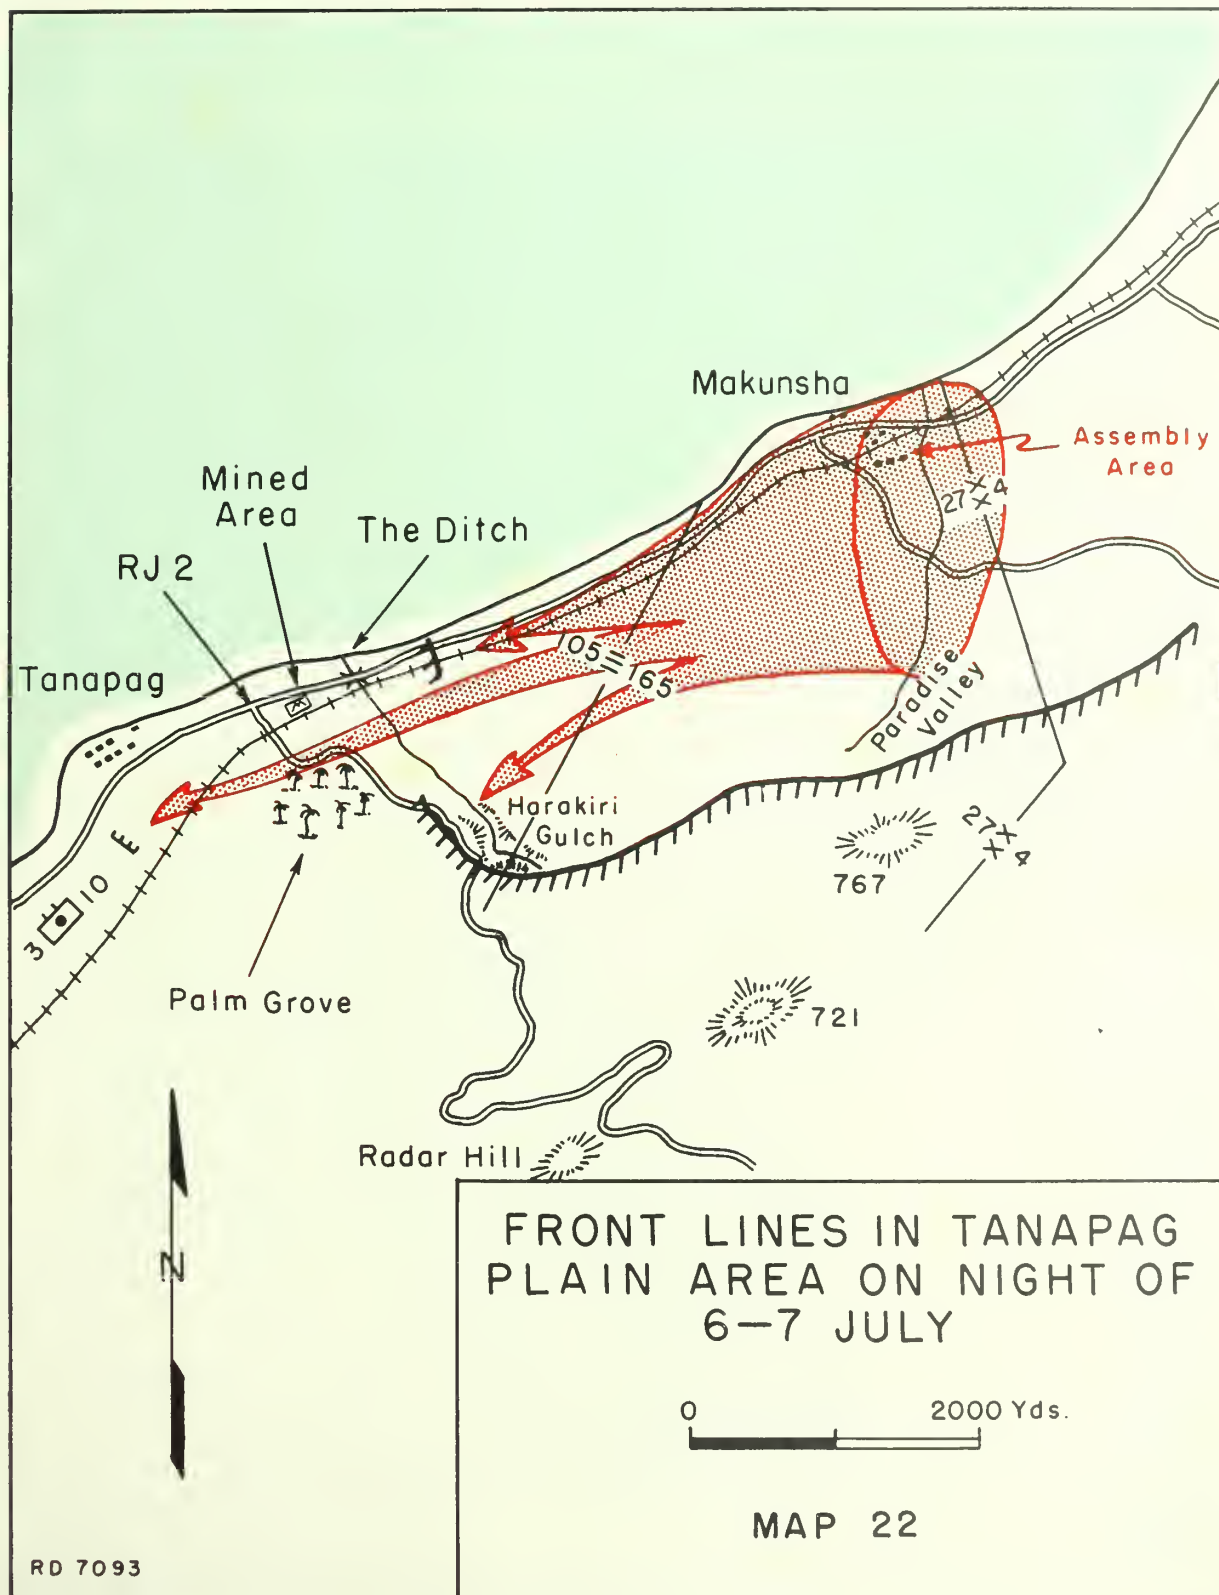 Makunsha
Assembly
Area
27 XX 4
Mined
Area
The Ditch
RJ 2
Tanapag
105 165
Paradise
Valley
Harakiri
Gulch
27 XX 4
767
3 10
Palm Grove
721
Radar Hill
N
FRONT LINES IN TANAPAG
PLAIN AREA ON NIGHT OF
6–7 JULY
0 2000 Yds.
MAP 22
RD 7093